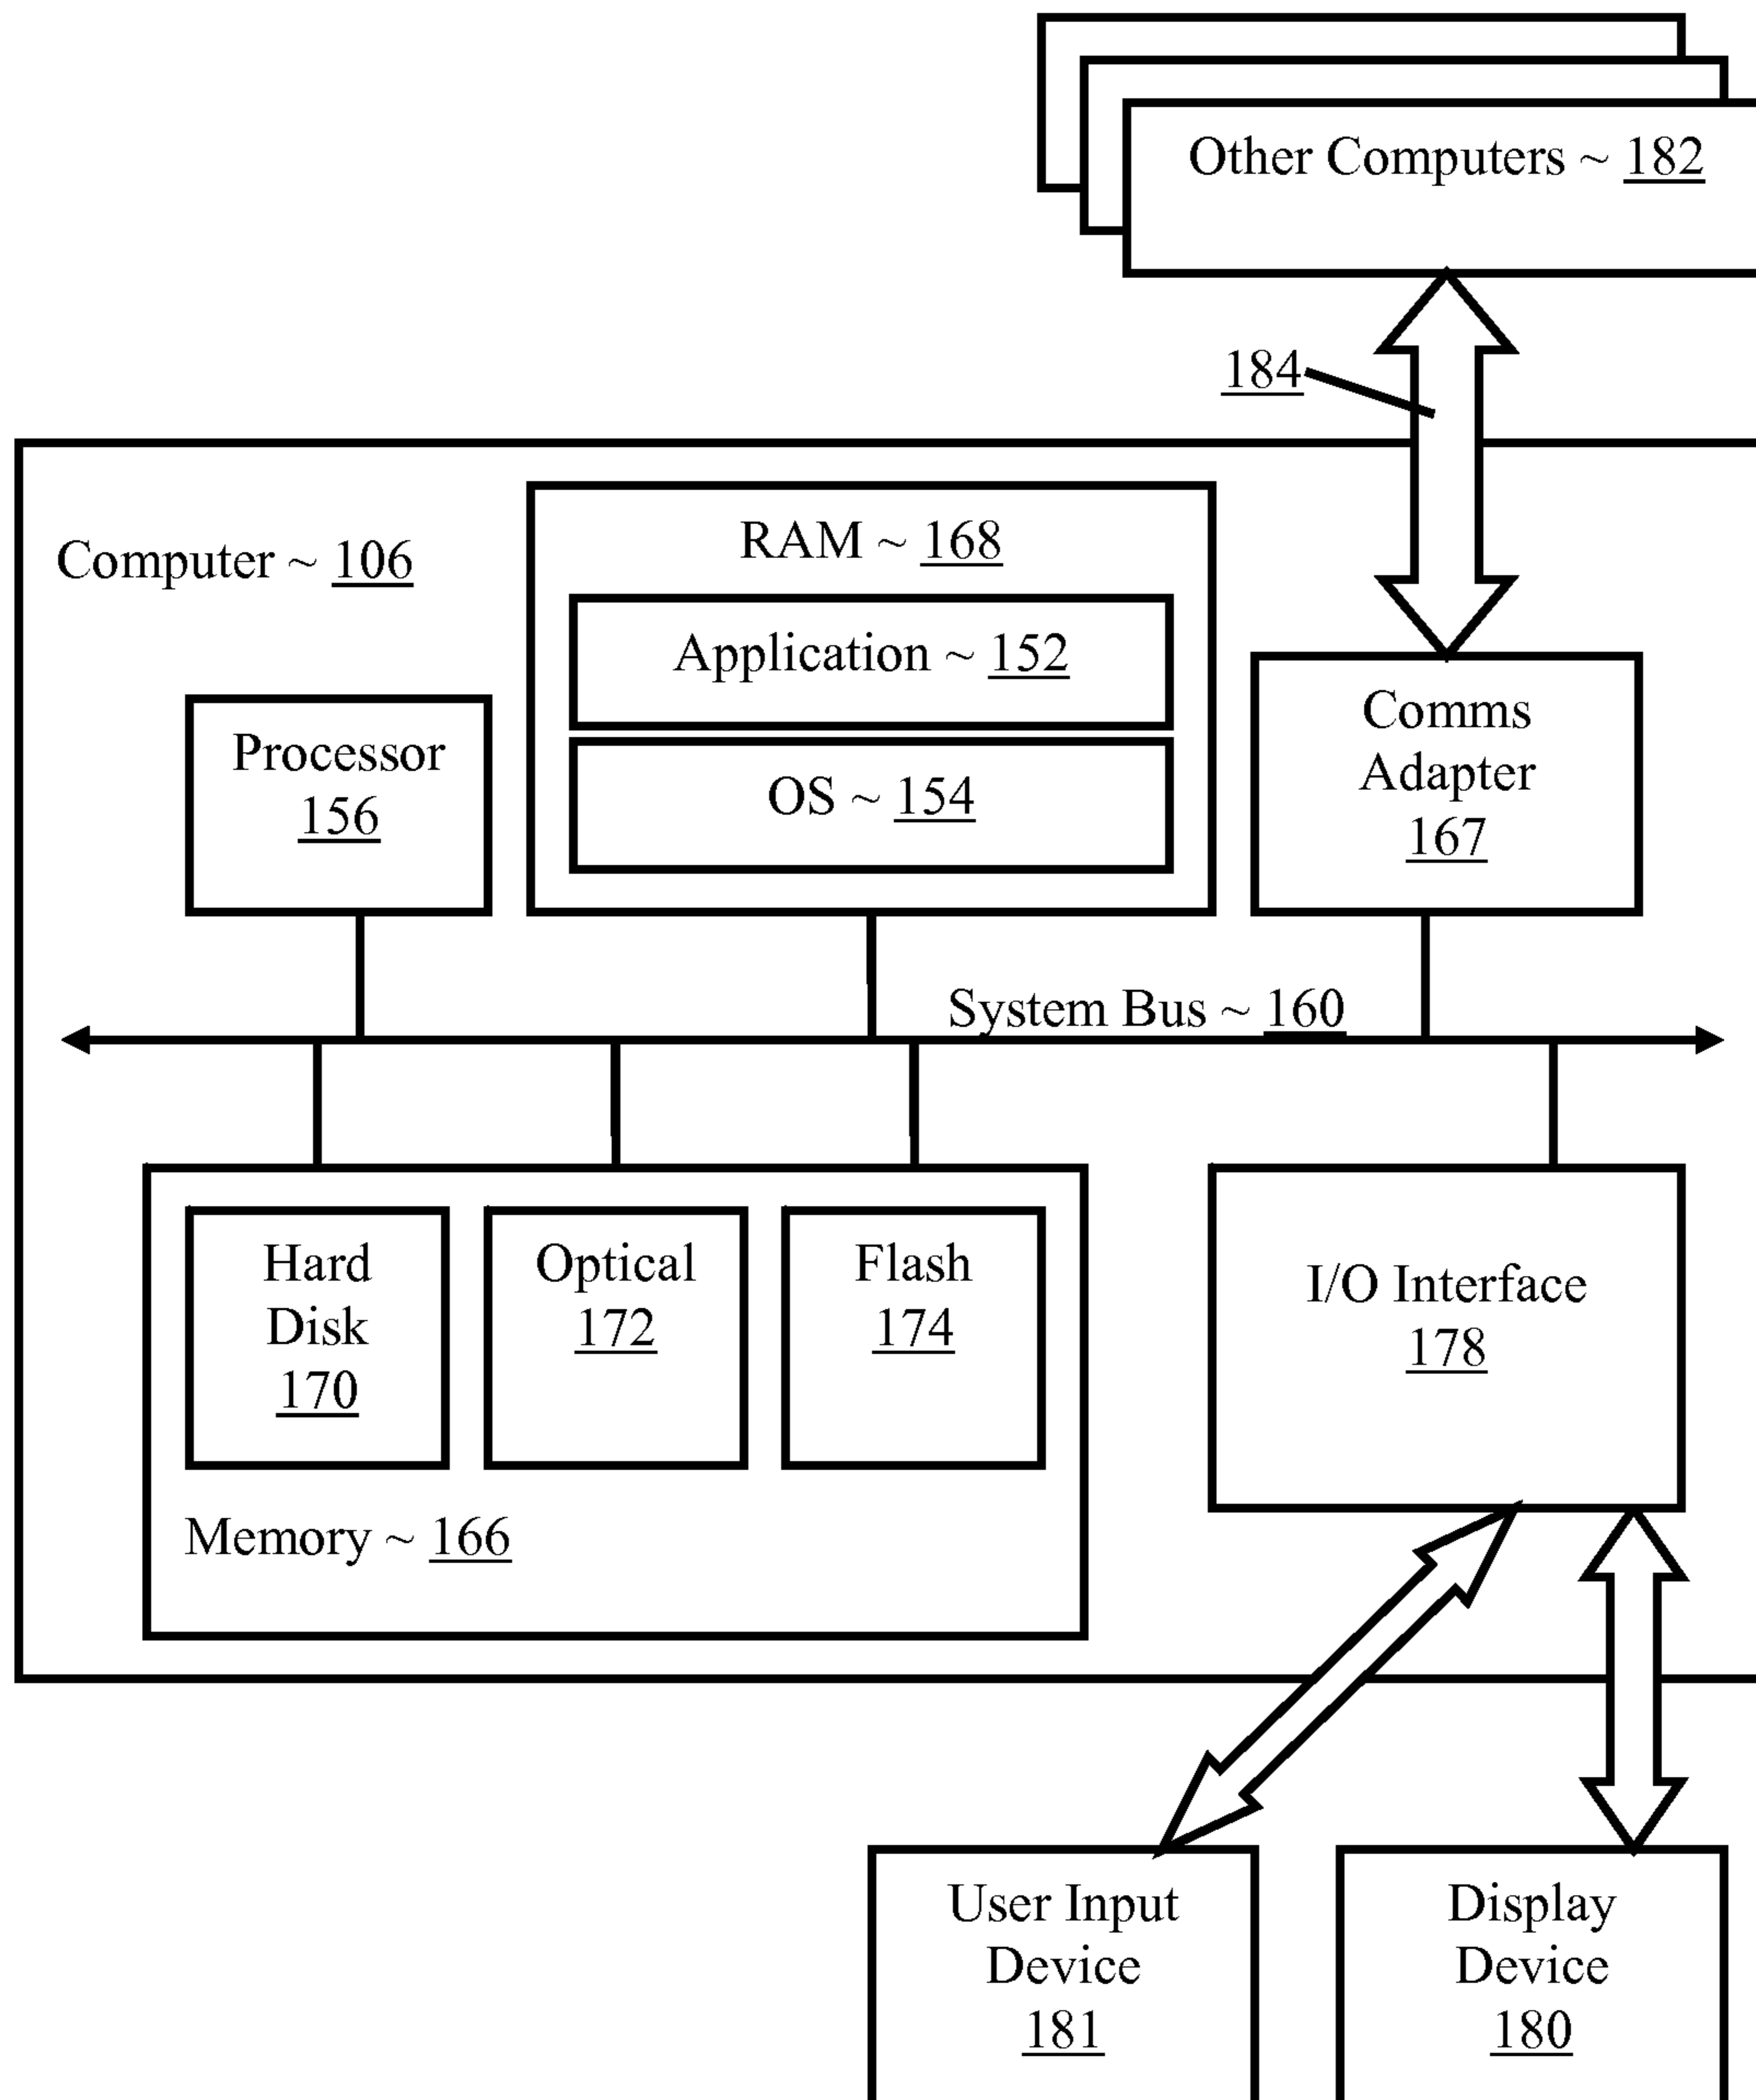 Other Computers ~ 182
184
Computer ~ 106
RAM ~ 168
Application ~ 152
OS ~ 154
Processor
156
Comms
Adapter
167
System Bus ~ 160
Hard
Disk
170
Optical
172
Flash
174
Memory ~ 166
I/O Interface
178
User Input
Device
181
Display
Device
180